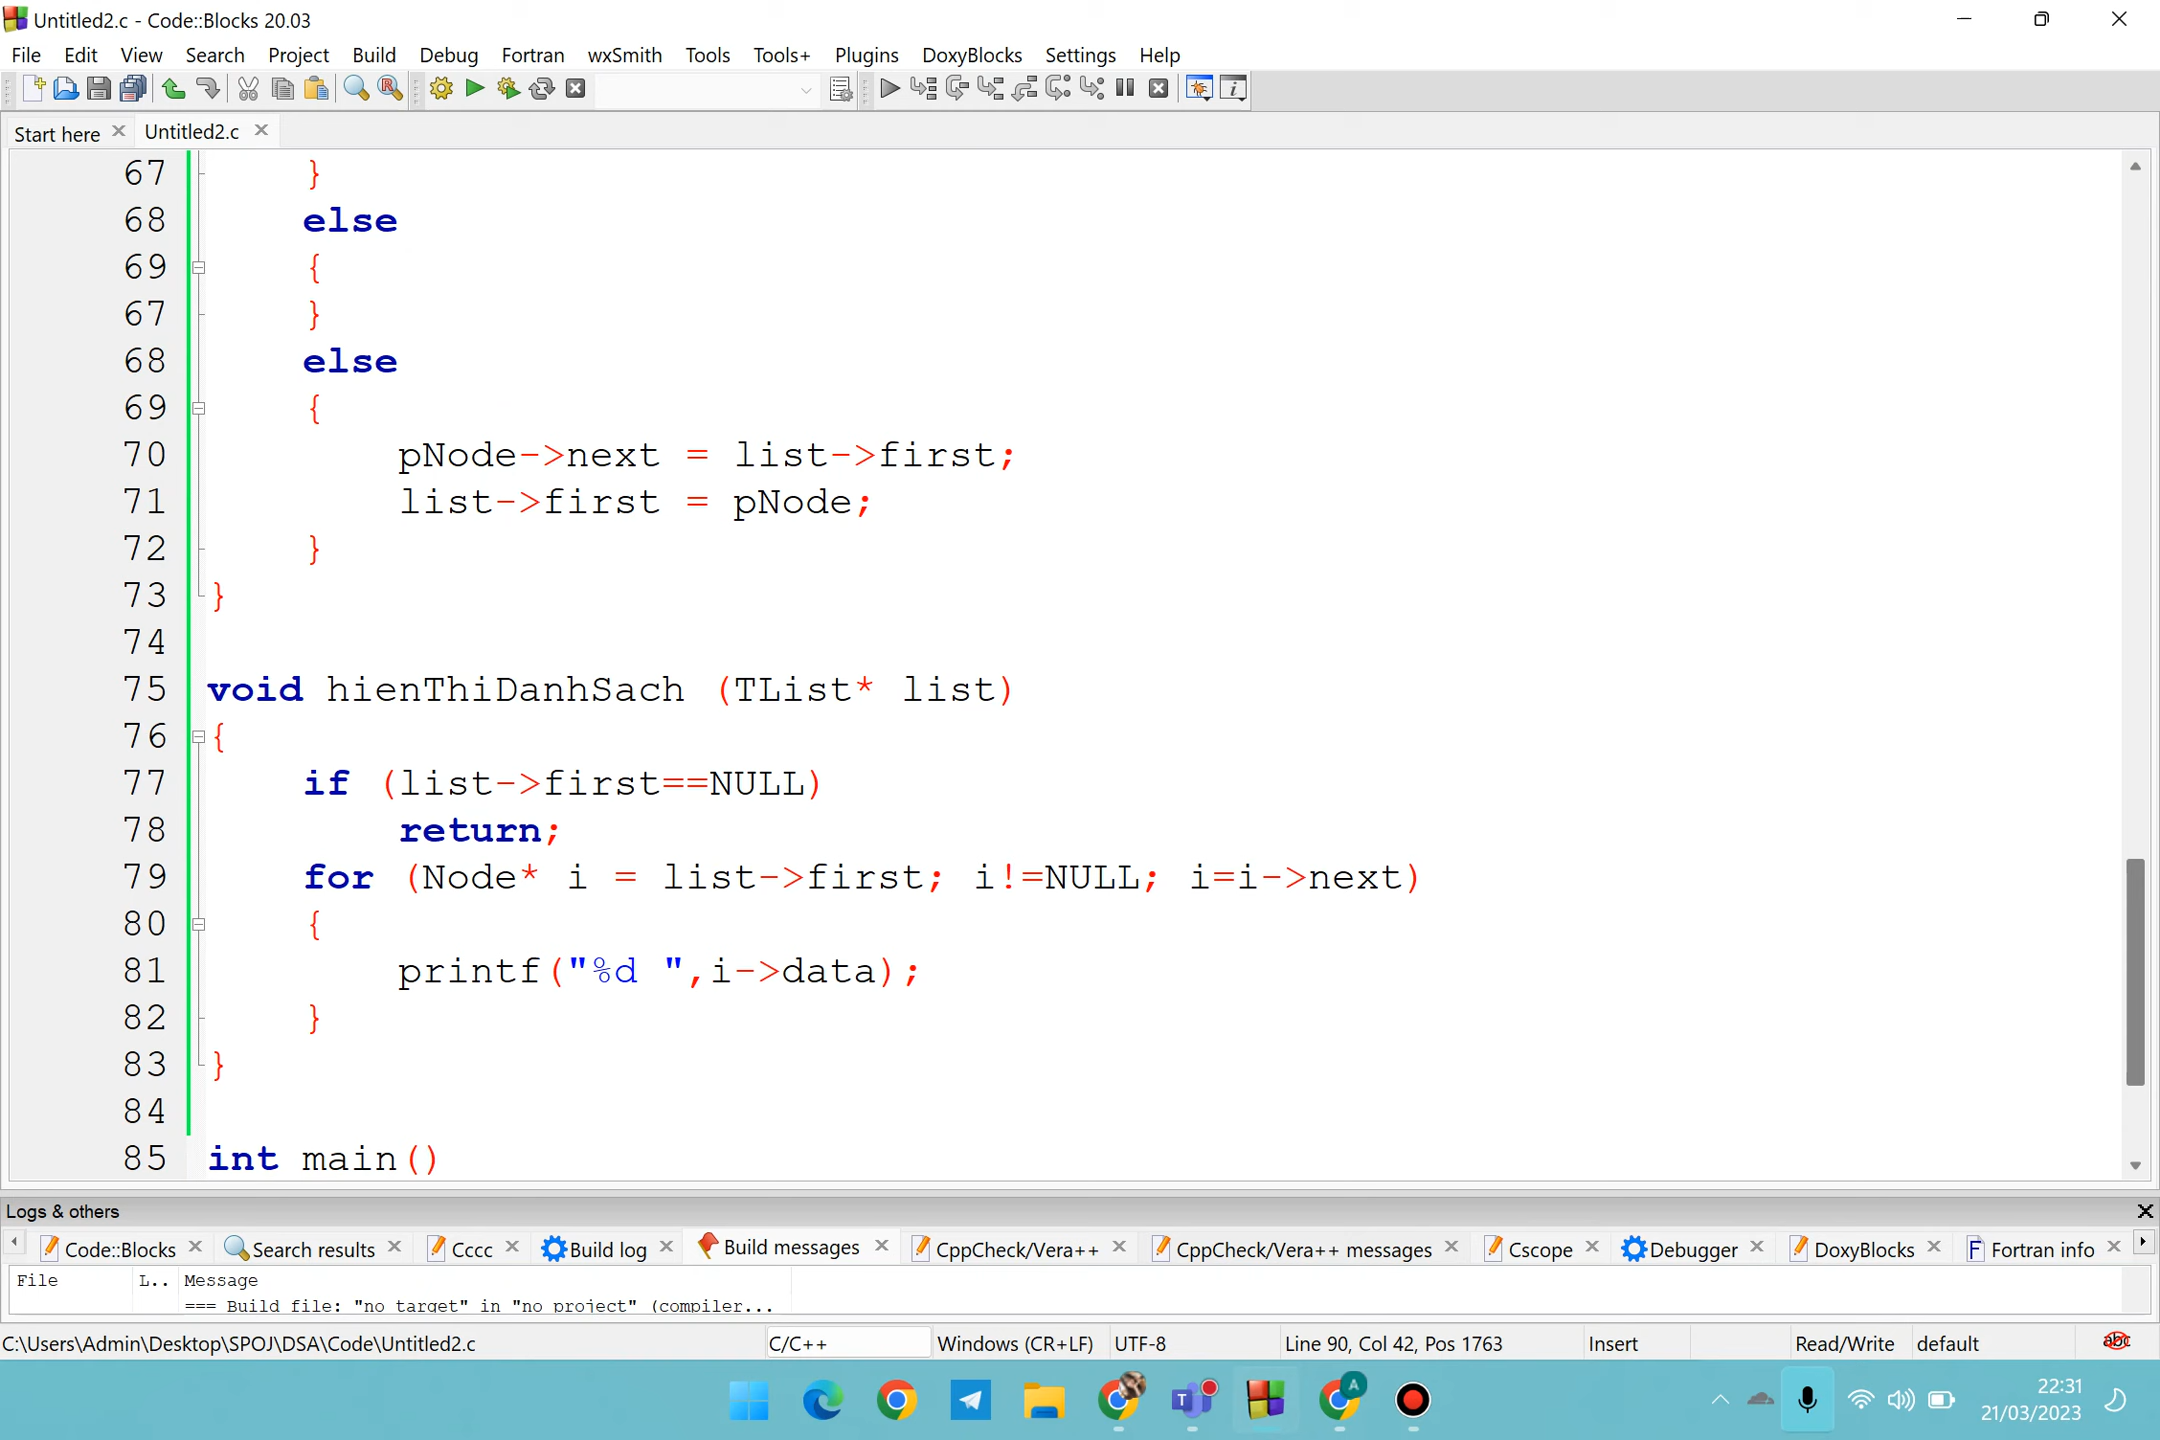 Untitled2.c - Code::Blocks 20.03
File Edit View Search Project Build Debug Fortran wxSmith Tools Tools+ Plugins DoxyBlocks Settings Help
Start here Untitled2.c
67 }
68 else
69 {
67 }
68 else
69 {
70 pNode->next = list->first;
71 list->first = pNode;
72 }
73 }
74
75 void hienThiDanhSach (TList* list)
76 {
77 if (list->first==NULL)
78 return;
79 for (Node* i = list->first; i!=NULL; i=i->next)
80 {
81 printf("%d ",i->data);
82 }
83 }
84
85 int main()
Logs & others
Code::Blocks Search results Cccc Build log Build messages CppCheck/Vera++ CppCheck/Vera++ messages Cscope Debugger DoxyBlocks Fortran info
File L.. Message
=== Build file: "no target" in "no project" (compiler...
C:\Users\Admin\Desktop\SPOJ\DSA\Code\Untitled2.c C/C++ Windows (CR+LF) UTF-8 Line 90, Col 42, Pos 1763 Insert Read/Write default abc
22:31
21/03/2023